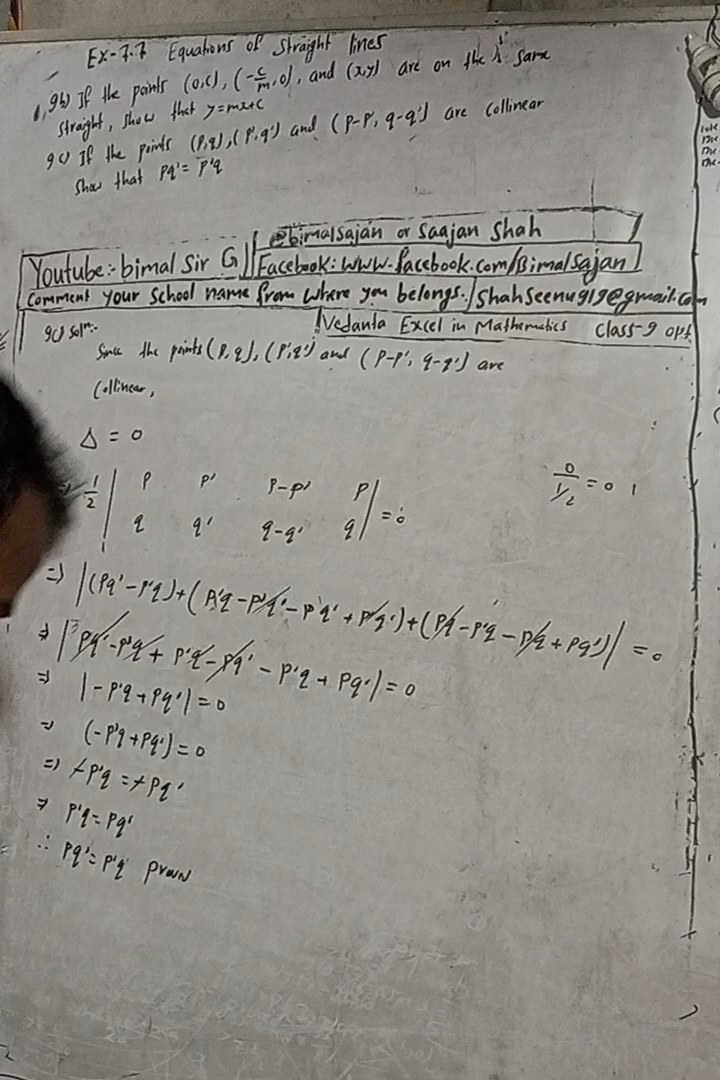 Ex-7.7 Equations of straight lines
9b) If the points (0,c), (-c/m, 0), and (x,y) are on the same
straight, show that y=mx+c
9c) If the points (P,q), (P',q') and (P-P', q-q') are collinear
Show that Pq' = P'q
@bimalsajan or Saajan Shah
Youtube:- bimal Sir G Facebook: www.facebook.com/Bimalsajan
Comment your School name from where you belongs. shahseenu919@gmail.com
Vedanta Excel in Mathematics Class-9 opt
9c) Solⁿ:-
Since the points (P,q), (P',q') and (P-P', q-q') are
Collinear,
Δ = 0
⇒ 1/2 | P P' P-P' P | = 0
q q' q-q' q
0 / 1/2 = 0
⇒ |(Pq'-P'q)+(P'q-P'q'-P'q'+P'q')+(Pq-P'q-Pq+Pq')| = 0
⇒ |Pq'-P'q+P'q-Pq'-P'q+Pq'| = 0
⇒ |-P'q+Pq'| = 0
⇒ (-P'q+Pq') = 0
⇒ +P'q = +Pq'
⇒ P'q = Pq'
∴ Pq' = P'q